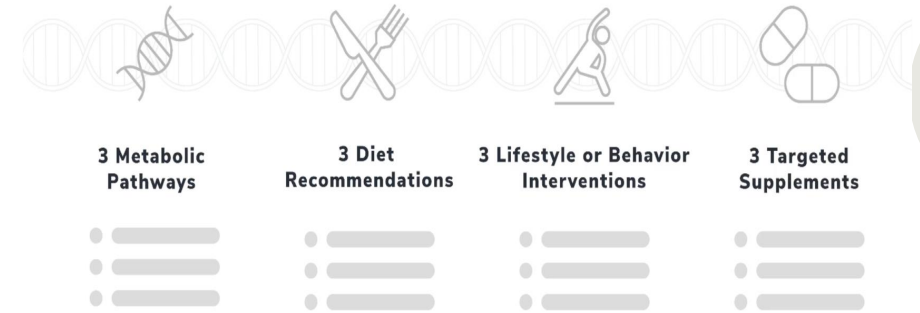 3 Metabolic
Pathways
3 Diet
Recommendations
3 Lifestyle or Behavior
Interventions
3 Targeted
Supplements